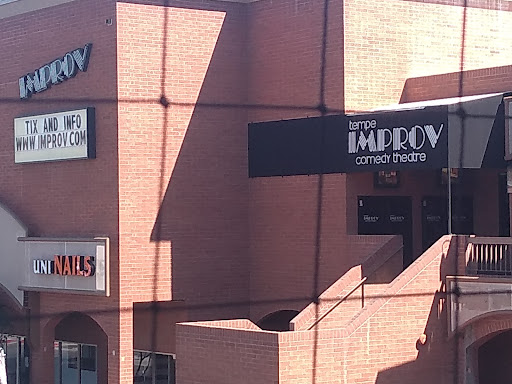 IMPROV
TIX AND INFO
WWW.IMPROV.COM
tempe
IMPROV
comedy theatre
UNI NAILS